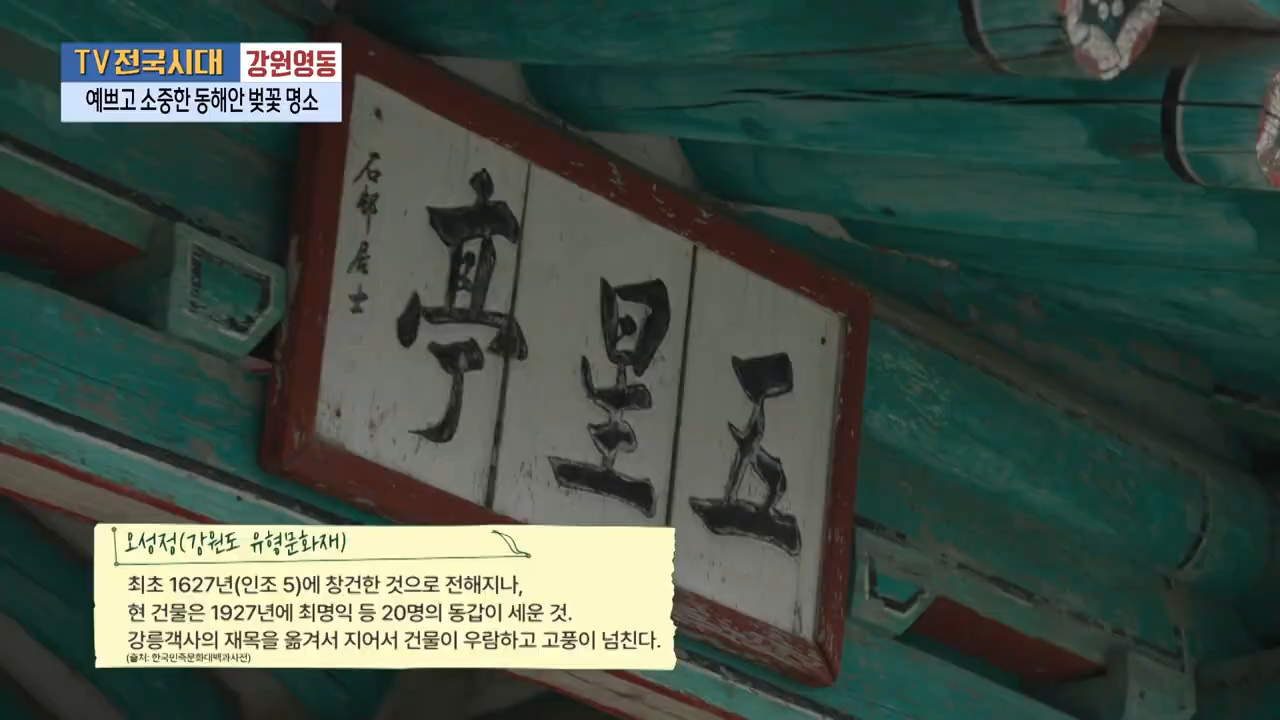 TV전국시대 강원영동
예쁘고 소중한 동해안 벚꽃 명소
五星亭
石邨居士
오성정(강원도 유형문화재)
최초 1627년(인조 5)에 창건한 것으로 전해지나,
현 건물은 1927년에 최명익 등 20명의 동갑이 세운 것.
강릉객사의 재목을 옮겨서 지어서 건물이 우람하고 고풍이 넘친다.
(출처: 한국민족문화대백과사전)